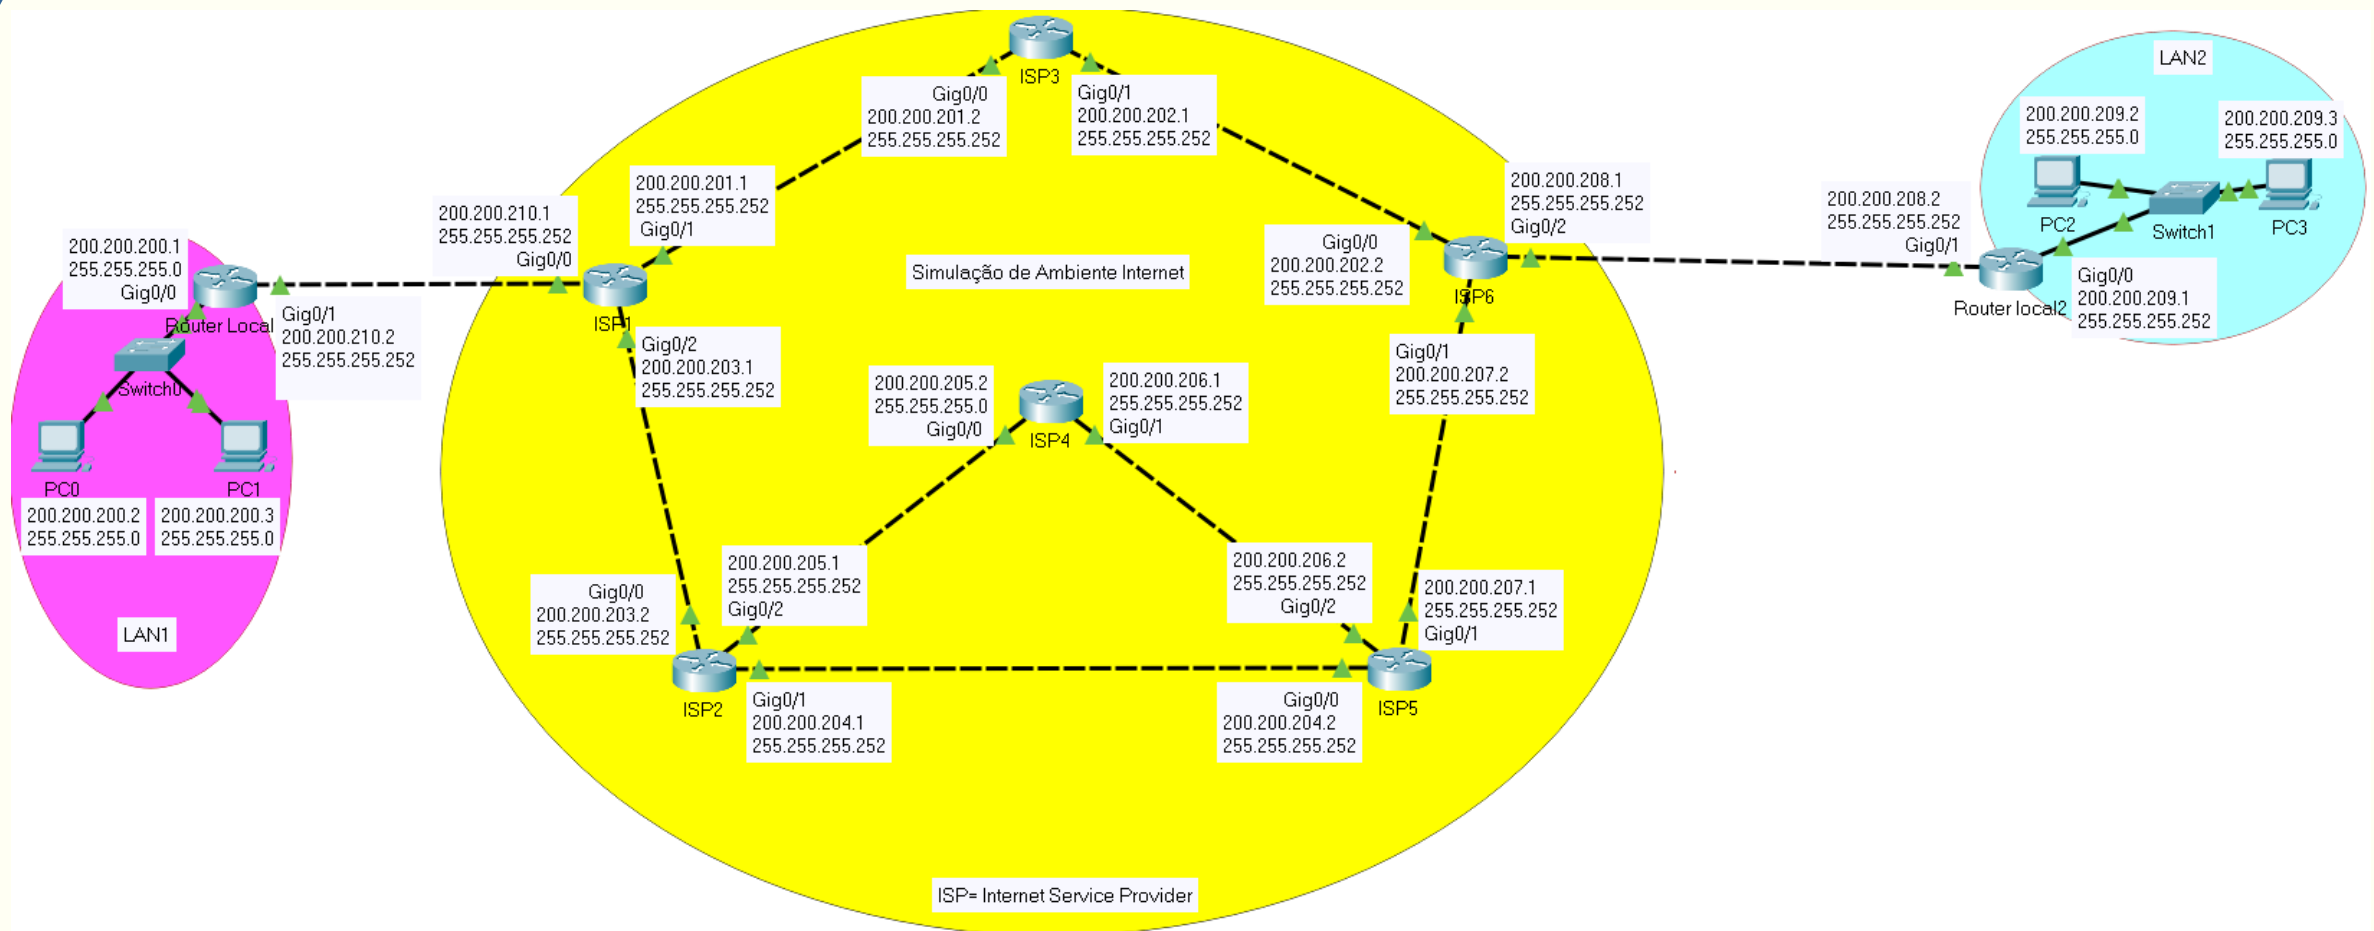 ISP3
Gig0/0
200.200.201.2
255.255.255.252
Gig0/1
200.200.202.1
255.255.255.252
LAN2
200.200.209.2
255.255.255.0
200.200.209.3
255.255.255.0
PC2
Switch1
PC3
200.200.201.1
255.255.255.252
Gig0/1
200.200.210.1
255.255.255.252
Gig0/0
200.200.208.1
255.255.255.252
Gig0/2
200.200.208.2
255.255.255.252
Gig0/1
200.200.200.1
255.255.255.0
Gig0/0
Router Local
Gig0/1
200.200.210.2
255.255.255.252
ISP1
Simulação de Ambiente Internet
Gig0/0
200.200.202.2
255.255.255.252
ISP6
Router local2
Gig0/0
200.200.209.1
255.255.255.252
Switch0
Gig0/2
200.200.203.1
255.255.255.252
Gig0/1
200.200.207.2
255.255.255.252
200.200.205.2
255.255.255.0
Gig0/0
200.200.206.1
255.255.255.252
Gig0/1
ISP4
PC0
PC1
200.200.200.2
255.255.255.0
200.200.200.3
255.255.255.0
LAN1
Gig0/0
200.200.203.2
255.255.255.252
200.200.205.1
255.255.255.252
Gig0/2
200.200.206.2
255.255.255.252
Gig0/2
200.200.207.1
255.255.255.252
Gig0/1
ISP2
Gig0/1
200.200.204.1
255.255.255.252
Gig0/0
200.200.204.2
255.255.255.252
ISP5
ISP= Internet Service Provider